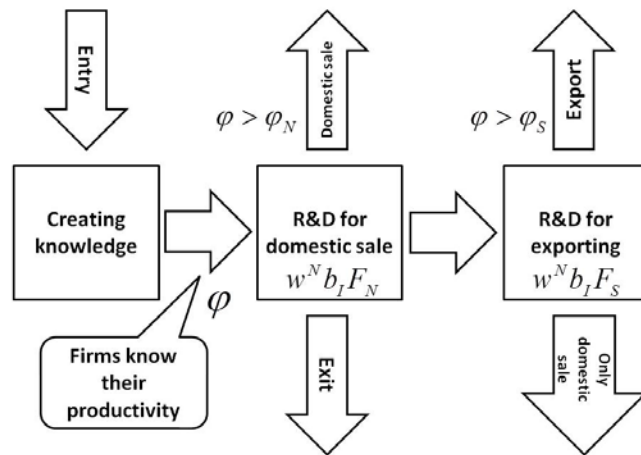 Entry
Domestic sale
φ > φ_N
Export
φ > φ_S
Creating
knowledge
R&D for
domestic sale
w^N b_I F_N
R&D for
exporting
w^N b_I F_S
φ
Firms know
their
productivity
Exit
Only
domestic
sale